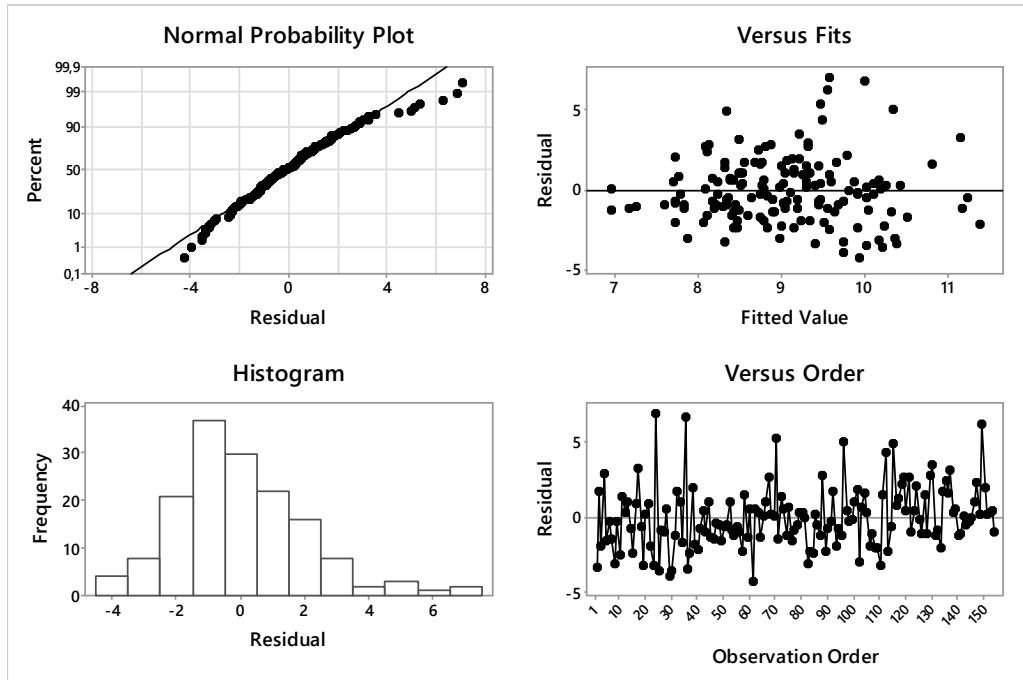 Normal Probability Plot
99,9
99
90
50
10
1
0,1
Percent
-8 -4 0 4 8
Residual
Versus Fits
5
0
-5
Residual
7 8 9 10 11
Fitted Value
Histogram
40
30
20
10
0
Frequency
-4 -2 0 2 4 6
Residual
Versus Order
5
0
-5
Residual
1 10 20 30 40 50 60 70 80 90 100 110 120 130 140 150
Observation Order